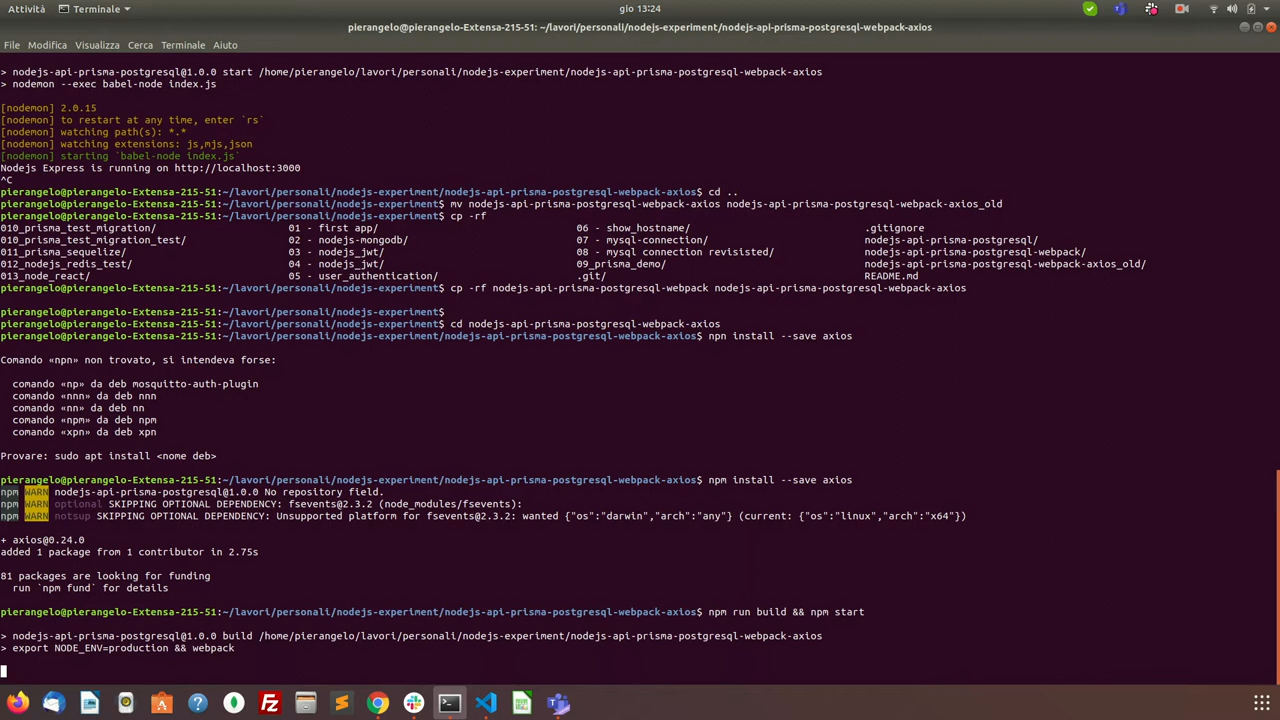 Attività
Terminale
gio 13:24
pierangelo@pierangelo-Extensa-215-51: ~/lavori/personali/nodejs-experiment/nodejs-api-prisma-postgresql-webpack-axios
File Modifica Visualizza Cerca Terminale Aiuto
> nodejs-api-prisma-postgresql@1.0.0 start /home/pierangelo/lavori/personali/nodejs-experiment/nodejs-api-prisma-postgresql-webpack-axios
> nodemon --exec babel-node index.js
[nodemon] 2.0.15
[nodemon] to restart at any time, enter `rs`
[nodemon] watching path(s): *.*
[nodemon] watching extensions: js,mjs,json
[nodemon] starting `babel-node index.js`
Nodejs Express is running on http://localhost:3000
^C
pierangelo@pierangelo-Extensa-215-51:~/lavori/personali/nodejs-experiment/nodejs-api-prisma-postgresql-webpack-axios$ cd ..
pierangelo@pierangelo-Extensa-215-51:~/lavori/personali/nodejs-experiment$ mv nodejs-api-prisma-postgresql-webpack-axios nodejs-api-prisma-postgresql-webpack-axios_old
pierangelo@pierangelo-Extensa-215-51:~/lavori/personali/nodejs-experiment$ cp -rf
010_prisma_test_migration/ 01 - first app/ 06 - show_hostname/ .gitignore
010_prisma_test_migration_test/ 02 - nodejs-mongodb/ 07 - mysql-connection/ nodejs-api-prisma-postgresql/
011_prisma_sequelize/ 03 - nodejs_jwt/ 08 - mysql connection revisisted/ nodejs-api-prisma-postgresql-webpack/
012_nodejs_redis_test/ 04 - nodejs_jwt/ 09_prisma_demo/ nodejs-api-prisma-postgresql-webpack-axios_old/
013_node_react/ 05 - user_authentication/ .git/ README.md
pierangelo@pierangelo-Extensa-215-51:~/lavori/personali/nodejs-experiment$ cp -rf nodejs-api-prisma-postgresql-webpack nodejs-api-prisma-postgresql-webpack-axios
pierangelo@pierangelo-Extensa-215-51:~/lavori/personali/nodejs-experiment$
pierangelo@pierangelo-Extensa-215-51:~/lavori/personali/nodejs-experiment$ cd nodejs-api-prisma-postgresql-webpack-axios
pierangelo@pierangelo-Extensa-215-51:~/lavori/personali/nodejs-experiment/nodejs-api-prisma-postgresql-webpack-axios$ npn install --save axios
Comando «npn» non trovato, si intendeva forse:
comando «np» da deb mosquitto-auth-plugin
comando «nnn» da deb nnn
comando «nn» da deb nn
comando «npm» da deb npm
comando «xpn» da deb xpn
Provare: sudo apt install <nome deb>
pierangelo@pierangelo-Extensa-215-51:~/lavori/personali/nodejs-experiment/nodejs-api-prisma-postgresql-webpack-axios$ npm install --save axios
npm WARN nodejs-api-prisma-postgresql@1.0.0 No repository field.
npm WARN optional SKIPPING OPTIONAL DEPENDENCY: fsevents@2.3.2 (node_modules/fsevents):
npm WARN notsup SKIPPING OPTIONAL DEPENDENCY: Unsupported platform for fsevents@2.3.2: wanted {"os":"darwin","arch":"any"} (current: {"os":"linux","arch":"x64"})
+ axios@0.24.0
added 1 package from 1 contributor in 2.75s
81 packages are looking for funding
run `npm fund` for details
pierangelo@pierangelo-Extensa-215-51:~/lavori/personali/nodejs-experiment/nodejs-api-prisma-postgresql-webpack-axios$ npm run build && npm start
> nodejs-api-prisma-postgresql@1.0.0 build /home/pierangelo/lavori/personali/nodejs-experiment/nodejs-api-prisma-postgresql-webpack-axios
> export NODE_ENV=production && webpack